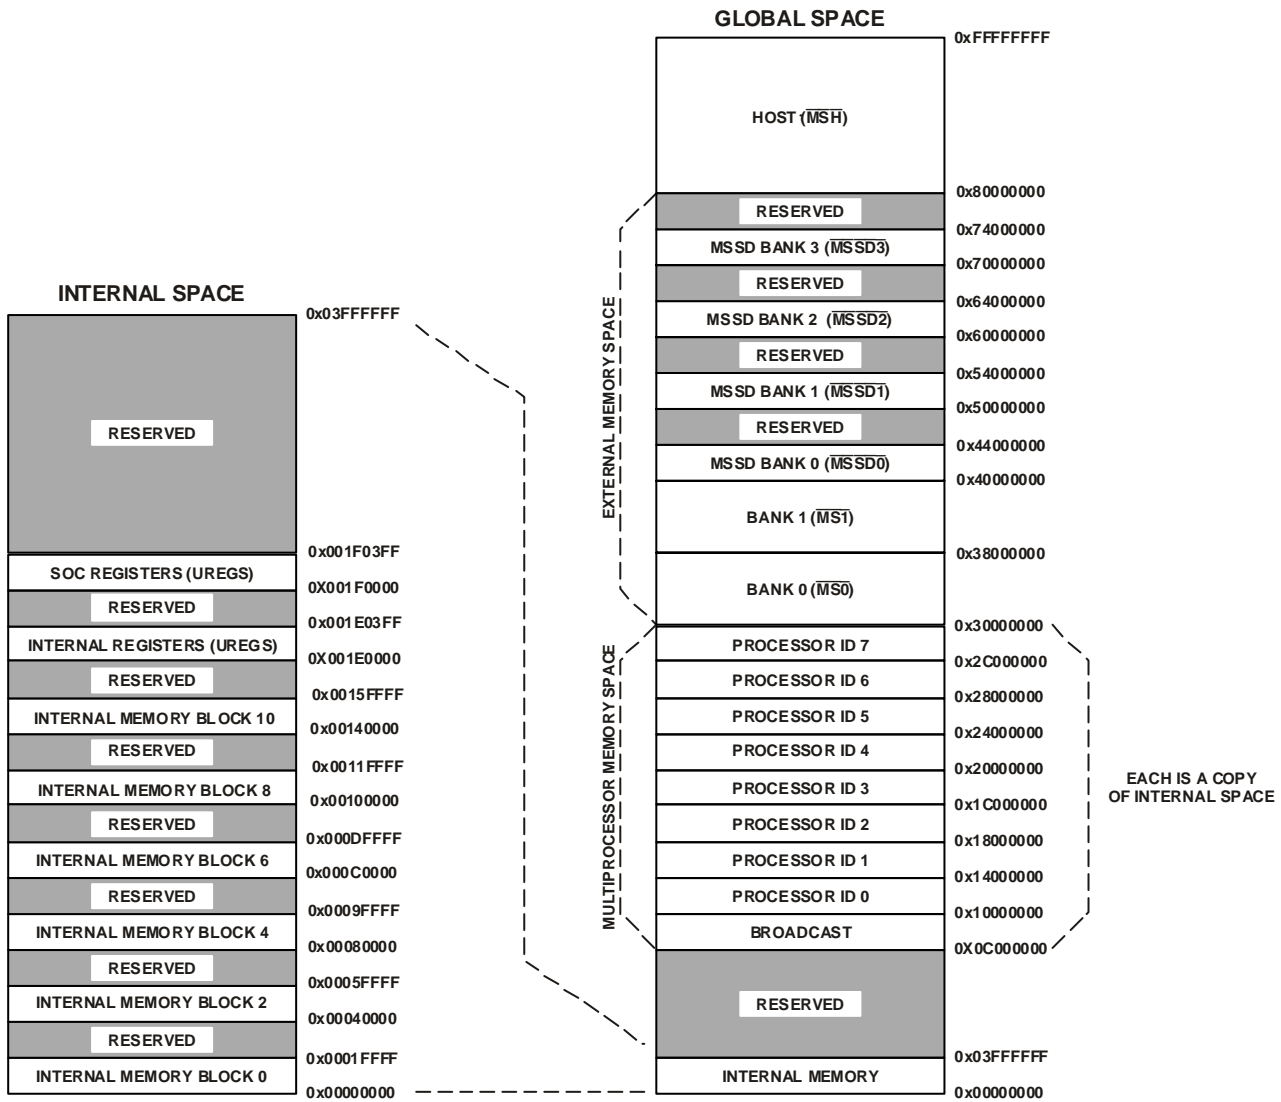 GLOBAL SPACE
0xFFFFFFFF
HOST (MSH)
0x80000000
RESERVED
0x74000000
MSSD BANK 3 (MSSD3)
0x70000000
RESERVED
0x64000000
MSSD BANK 2 (MSSD2)
0x60000000
RESERVED
0x54000000
MSSD BANK 1 (MSSD1)
0x50000000
RESERVED
0x44000000
MSSD BANK 0 (MSSD0)
0x40000000
BANK 1 (MS1)
0x38000000
BANK 0 (MS0)
0x30000000
PROCESSOR ID 7
0x2C000000
PROCESSOR ID 6
0x28000000
PROCESSOR ID 5
0x24000000
PROCESSOR ID 4
0x20000000
PROCESSOR ID 3
0x1C000000
PROCESSOR ID 2
0x18000000
PROCESSOR ID 1
0x14000000
PROCESSOR ID 0
0x10000000
BROADCAST
0X0C000000
RESERVED
0x03FFFFFF
INTERNAL MEMORY
0x00000000
EXTERNAL MEMORY SPACE
MULTIPROCESSOR MEMORY SPACE
EACH IS A COPY
OF INTERNAL SPACE
INTERNAL SPACE
0x03FFFFFF
RESERVED
0x001F03FF
SOC REGISTERS (UREGS)
0X001F0000
RESERVED
0x001E03FF
INTERNAL REGISTERS (UREGS)
0X001E0000
RESERVED
0x0015FFFF
INTERNAL MEMORY BLOCK 10
0x00140000
RESERVED
0x0011FFFF
INTERNAL MEMORY BLOCK 8
0x00100000
RESERVED
0x000DFFFF
INTERNAL MEMORY BLOCK 6
0x000C0000
RESERVED
0x0009FFFF
INTERNAL MEMORY BLOCK 4
0x00080000
RESERVED
0x0005FFFF
INTERNAL MEMORY BLOCK 2
0x00040000
RESERVED
0x0001FFFF
INTERNAL MEMORY BLOCK 0
0x00000000